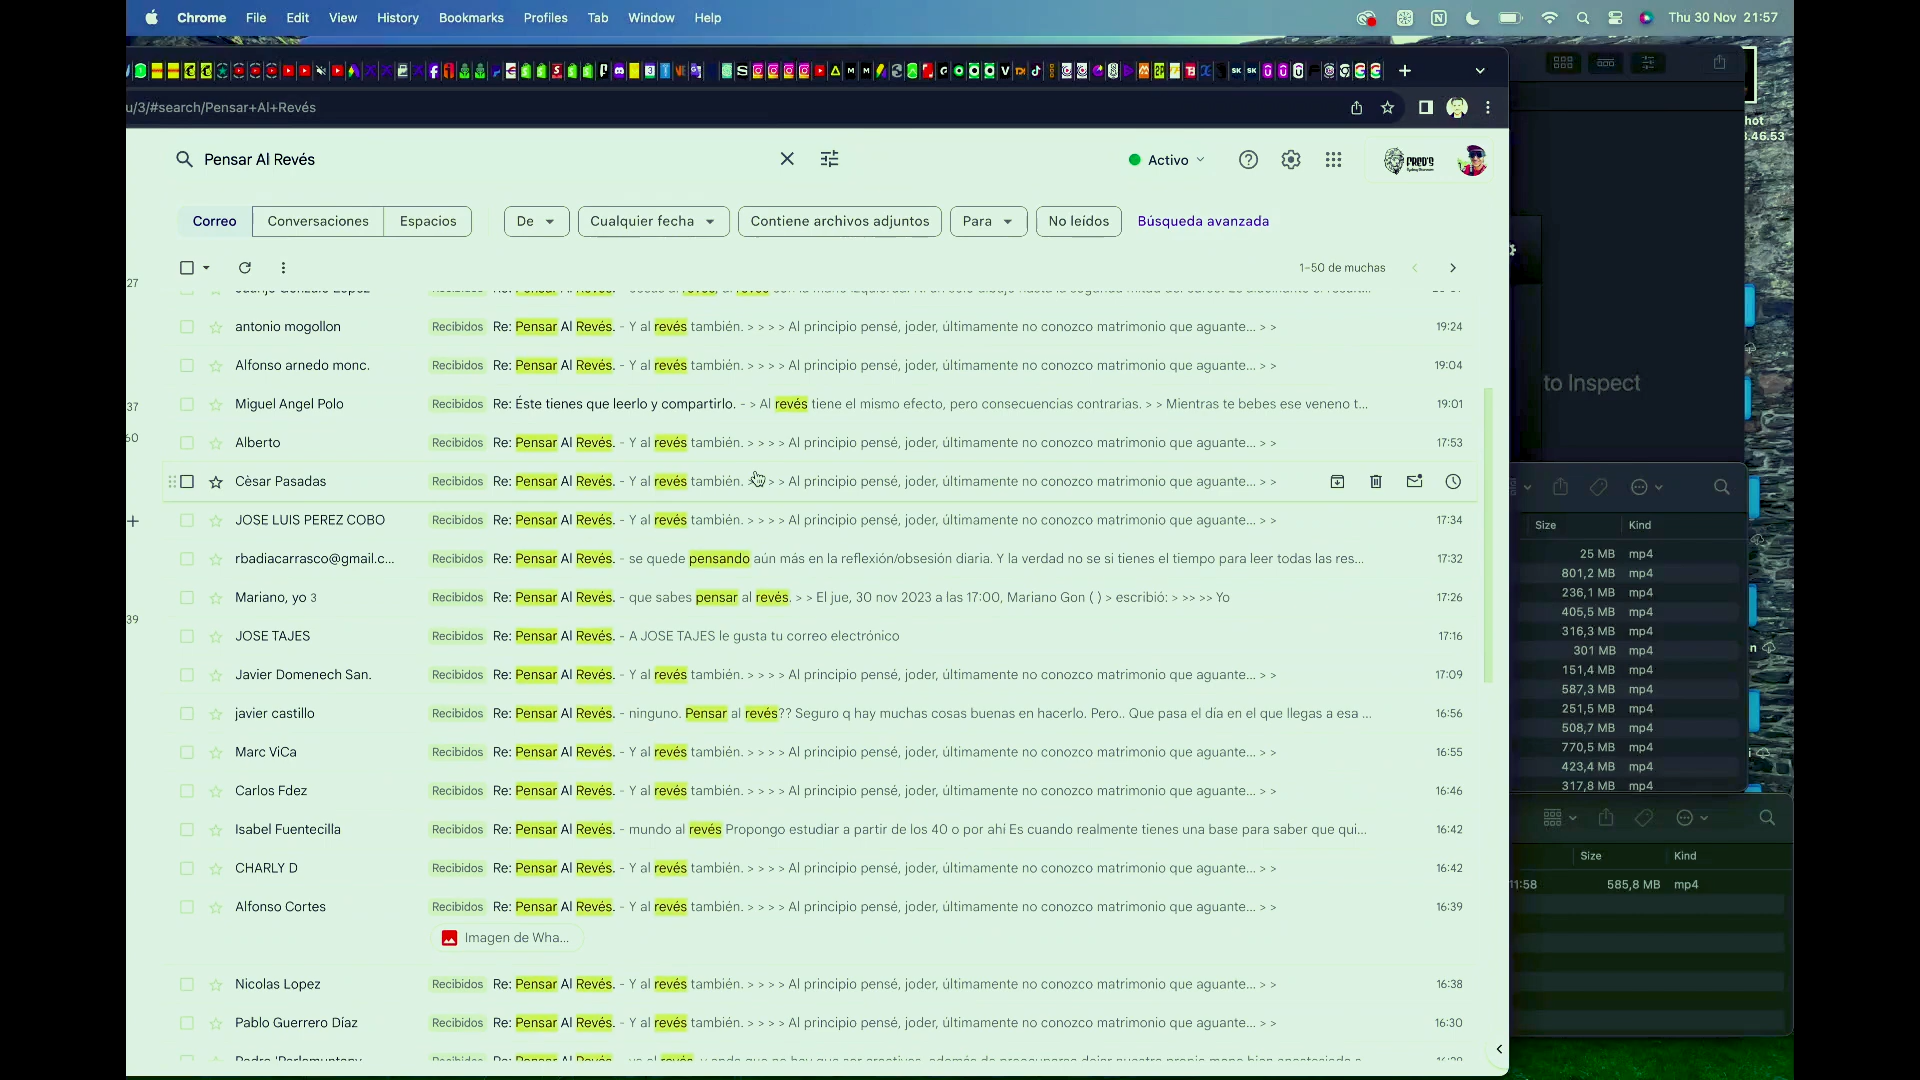 Chrome File Edit View History Bookmarks Profiles Tab Window Help Thu 30 Nov 21:57
u/3/#search/Pensar+Al+Revés
hot
.46.53
Pensar Al Revés Activo FRED'S
Correo Conversaciones Espacios De Cualquier fecha Contiene archivos adjuntos Para No leídos Búsqueda avanzada
1–50 de muchas
27
antonio mogollon Recibidos Re: Pensar Al Revés. - Y al revés también. > > > > Al principio pensé, joder, últimamente no conozco matrimonio que aguante... > > 19:24
Alfonso arnedo monc. Recibidos Re: Pensar Al Revés. - Y al revés también. > > > > Al principio pensé, joder, últimamente no conozco matrimonio que aguante... > > 19:04
to Inspect
Miguel Angel Polo Recibidos Re: Éste tienes que leerlo y compartirlo. - > Al revés tiene el mismo efecto, pero consecuencias contrarias. > > Mientras te bebes ese veneno t... 19:01
37
Alberto Recibidos Re: Pensar Al Revés. - Y al revés también. > > > > Al principio pensé, joder, últimamente no conozco matrimonio que aguante... > > 17:53
60
Cèsar Pasadas Recibidos Re: Pensar Al Revés. - Y al revés también. > > > > Al principio pensé, joder, últimamente no conozco matrimonio que aguante... > >
JOSE LUIS PEREZ COBO Recibidos Re: Pensar Al Revés. - Y al revés también. > > > > Al principio pensé, joder, últimamente no conozco matrimonio que aguante... > > 17:34
rbadiacarrasco@gmail.c... Recibidos Re: Pensar Al Revés. - se quede pensando aún más en la reflexión/obsesión diaria. Y la verdad no se si tienes el tiempo para leer todas las res... 17:32
Mariano, yo 3 Recibidos Re: Pensar Al Revés. - que sabes pensar al revés. > > El jue, 30 nov 2023 a las 17:00, Mariano Gon ( ) > escribió: > >> >> Yo 17:26
39
JOSE TAJES Recibidos Re: Pensar Al Revés. - A JOSE TAJES le gusta tu correo electrónico 17:16
Javier Domenech San. Recibidos Re: Pensar Al Revés. - Y al revés también. > > > > Al principio pensé, joder, últimamente no conozco matrimonio que aguante... > > 17:09
javier castillo Recibidos Re: Pensar Al Revés. - ninguno. Pensar al revés?? Seguro q hay muchas cosas buenas en hacerlo. Pero.. Que pasa el día en el que llegas a esa ... 16:56
Marc ViCa Recibidos Re: Pensar Al Revés. - Y al revés también. > > > > Al principio pensé, joder, últimamente no conozco matrimonio que aguante... > > 16:55
Carlos Fdez Recibidos Re: Pensar Al Revés. - Y al revés también. > > > > Al principio pensé, joder, últimamente no conozco matrimonio que aguante... > > 16:46
Isabel Fuentecilla Recibidos Re: Pensar Al Revés. - mundo al revés Propongo estudiar a partir de los 40 o por ahí Es cuando realmente tienes una base para saber que qui... 16:42
CHARLY D Recibidos Re: Pensar Al Revés. - Y al revés también. > > > > Al principio pensé, joder, últimamente no conozco matrimonio que aguante... > > 16:42
Alfonso Cortes Recibidos Re: Pensar Al Revés. - Y al revés también. > > > > Al principio pensé, joder, últimamente no conozco matrimonio que aguante... > > 16:39
Imagen de Wha...
Nicolas Lopez Recibidos Re: Pensar Al Revés. - Y al revés también. > > > > Al principio pensé, joder, últimamente no conozco matrimonio que aguante... > > 16:38
Pablo Guerrero Díaz Recibidos Re: Pensar Al Revés. - Y al revés también. > > > > Al principio pensé, joder, últimamente no conozco matrimonio que aguante... > > 16:30
Size Kind
25 MB mp4
801,2 MB mp4
236,1 MB mp4
405,5 MB mp4
316,3 MB mp4
301 MB mp4
151,4 MB mp4
587,3 MB mp4
251,5 MB mp4
508,7 MB mp4
770,5 MB mp4
423,4 MB mp4
317,8 MB mp4
Size Kind
11:58 585,8 MB mp4